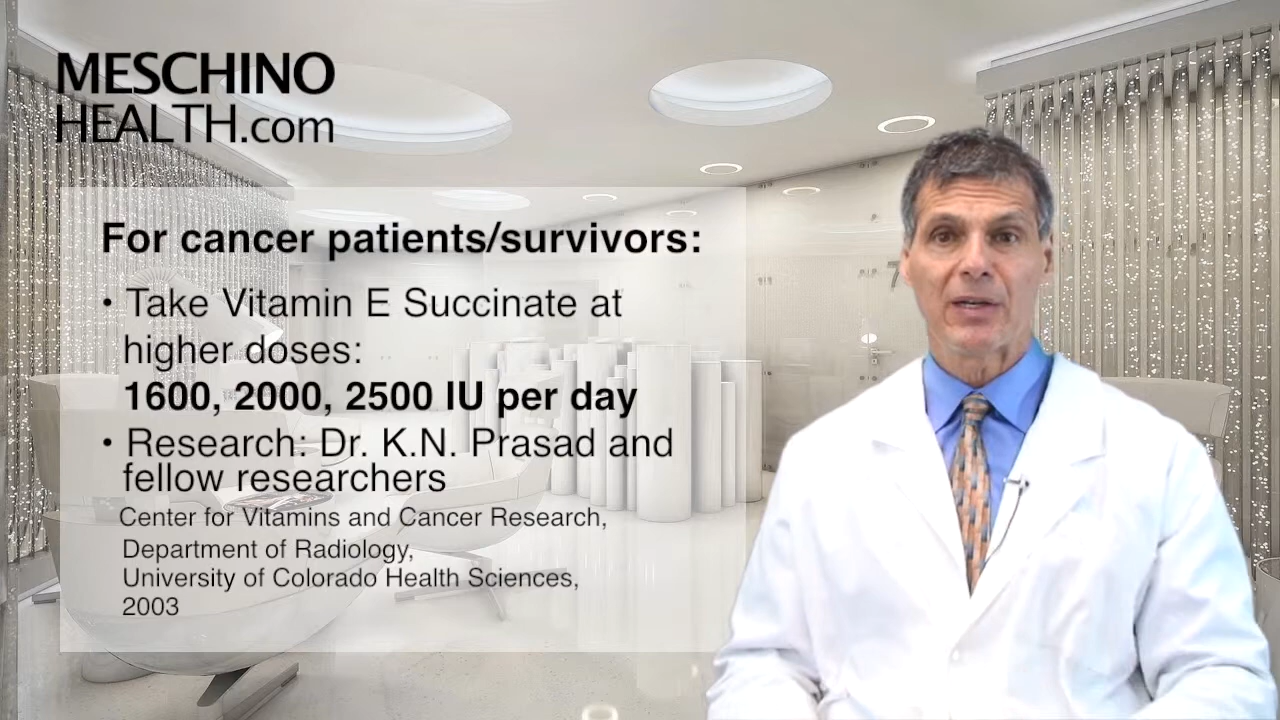 MESCHINO
HEALTH.com
For cancer patients/survivors:
• Take Vitamin E Succinate at
higher doses:
1600, 2000, 2500 IU per day
• Research: Dr. K.N. Prasad and
fellow researchers
Center for Vitamins and Cancer Research,
Department of Radiology,
University of Colorado Health Sciences,
2003
7